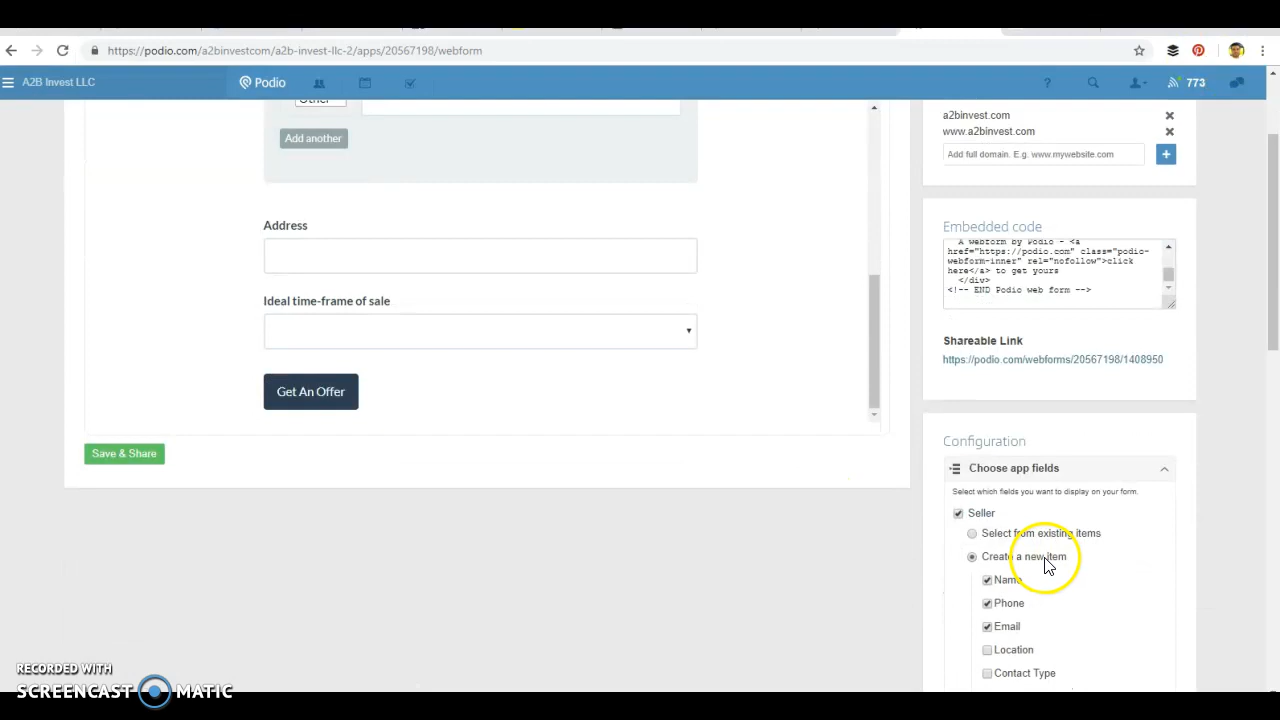 https://podio.com/a2binvestcom/a2b-invest-llc-2/apps/20567198/webform
A2B Invest LLC
Podio
?
773
Other
Add another
Address
Ideal time-frame of sale
Get An Offer
Save & Share
a2binvest.com
www.a2binvest.com
Add full domain. E.g. www.mywebsite.com
+
Embedded code
A webform by Podio - <a
href="https://podio.com" class="podio-
webform-inner" rel="nofollow">click
here</a> to get yours
</div>
<!-- END Podio web form -->
Shareable Link
https://podio.com/webforms/20567198/1408950
Configuration
Choose app fields
Select which fields you want to display on your form.
Seller
Select from existing items
Create a new item
Name
Phone
Email
Location
Contact Type
RECORDED WITH
SCREENCAST MATIC